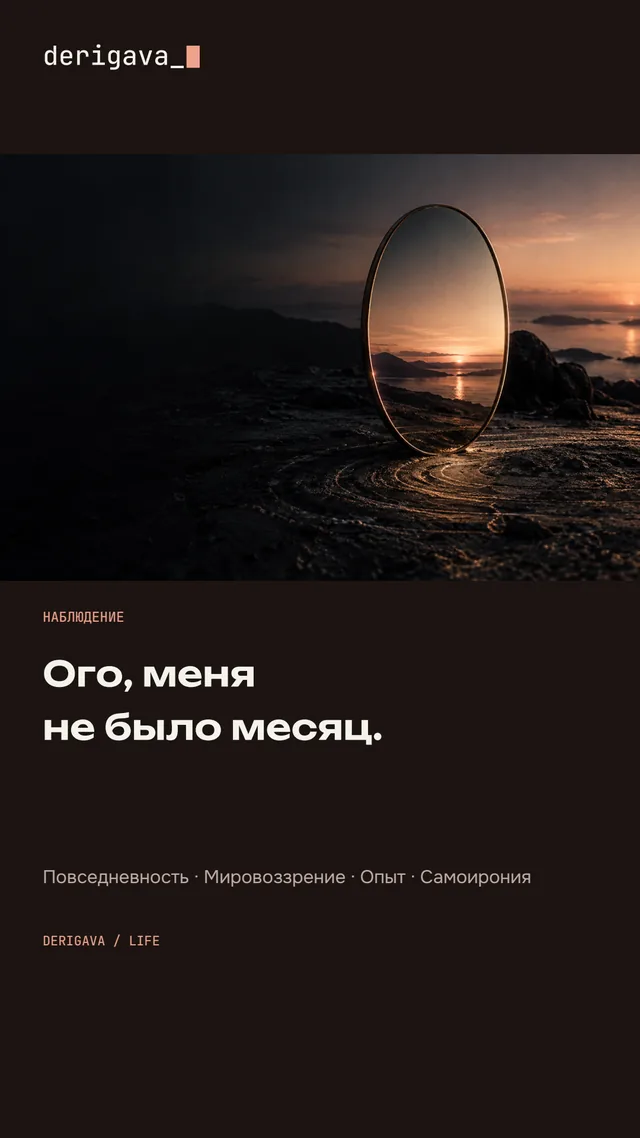 derigava_
НАБЛЮДЕНИЕ
Ого, меня
не было месяц.
Повседневность · Мировоззрение · Опыт · Самоирония
DERIGAVA / LIFE